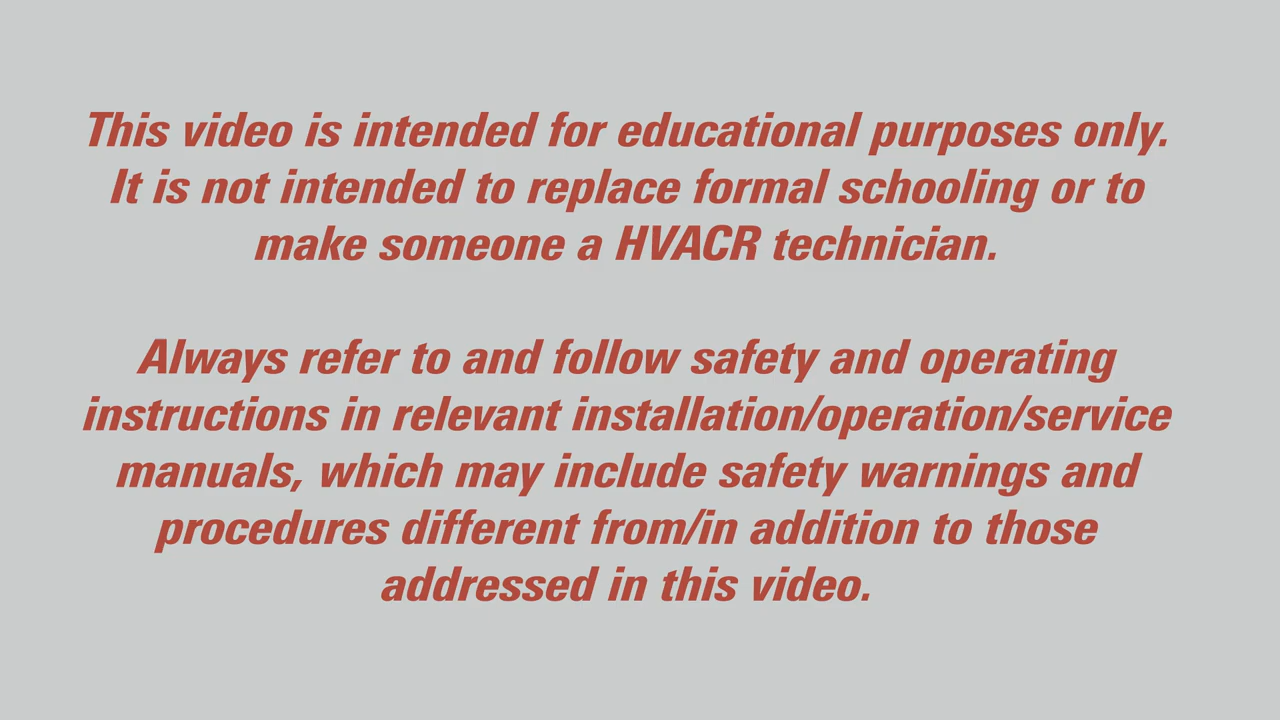 This video is intended for educational purposes only.
It is not intended to replace formal schooling or to
make someone a HVACR technician.
Always refer to and follow safety and operating
instructions in relevant installation/operation/service
manuals, which may include safety warnings and
procedures different from/in addition to those
addressed in this video.